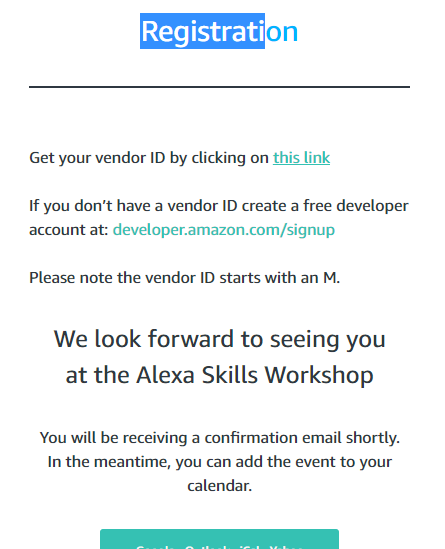 Registration
Get your vendor ID by clicking on this link
If you don’t have a vendor ID create a free developer
account at: developer.amazon.com/signup
Please note the vendor ID starts with an M.
We look forward to seeing you
at the Alexa Skills Workshop
You will be receiving a confirmation email shortly.
In the meantime, you can add the event to your
calendar.